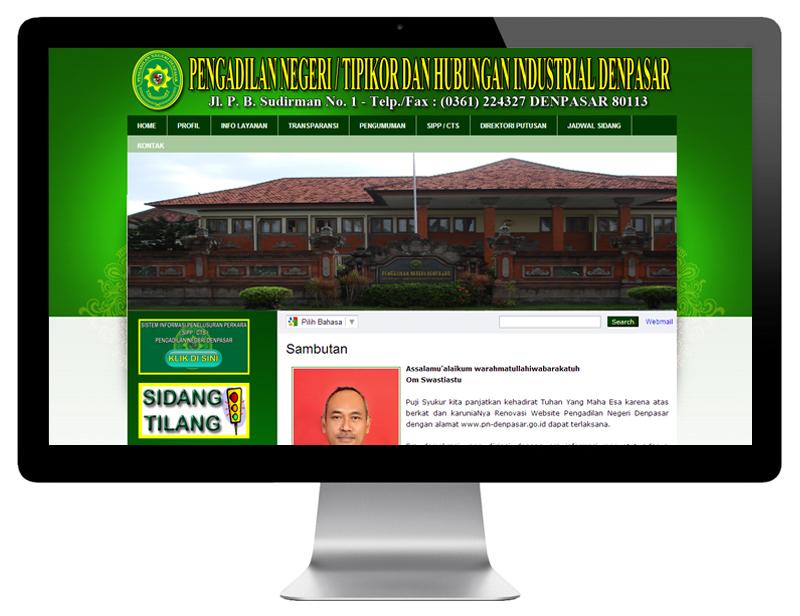 PENGADILAN NEGERI / TIPIKOR DAN HUBUNGAN INDUSTRIAL DENPASAR
Jl. P. B. Sudirman No. 1 - Telp./Fax : (0361) 224327 DENPASAR 80113
HOME PROFIL INFO LAYANAN TRANSPARANSI PENGUMUMAN SIPP / CTS DIREKTORI PUTUSAN JADWAL SIDANG
KONTAK
PENGADILAN NEGERI DENPASAR
SISTEM INFORMASI PENELUSURAN PERKARA
( SIPP / CTS )
PENGADILAN NEGERI DENPASAR
KLIK DI SINI
SIDANG
TILANG
Pilih Bahasa Search Webmail
Sambutan
Assalamu'alaikum warahmatullahiwabarakatuh
Om Swastiastu
Puji Syukur kita panjatkan kehadirat Tuhan Yang Maha Esa karena atas
berkat dan karuniaNya Renovasi Website Pengadilan Negeri Denpasar
dengan alamat www.pn-denpasar.go.id dapat terlaksana.